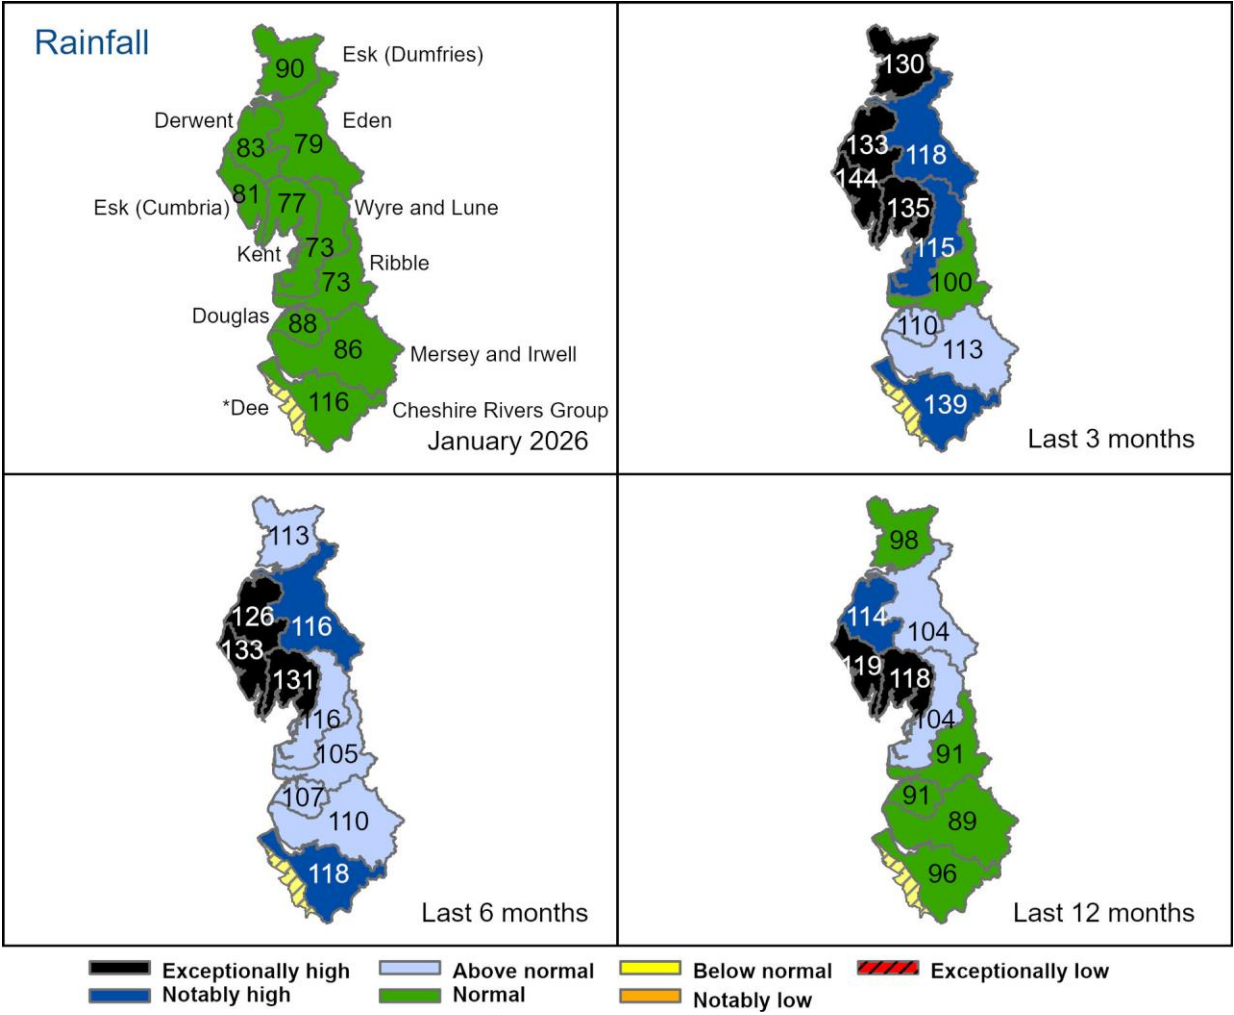 Rainfall
90
Esk (Dumfries)
Derwent
Eden
83
79
81
77
Esk (Cumbria)
Wyre and Lune
73
Kent
Ribble
73
Douglas
88
86
Mersey and Irwell
*Dee
116
Cheshire Rivers Group
January 2026
130
133
118
144
135
115
100
110
113
139
Last 3 months
113
126
116
133
131
116
105
107
110
118
Last 6 months
98
114
104
119
118
104
91
91
89
96
Last 12 months
Exceptionally high
Above normal
Below normal
Exceptionally low
Notably high
Normal
Notably low